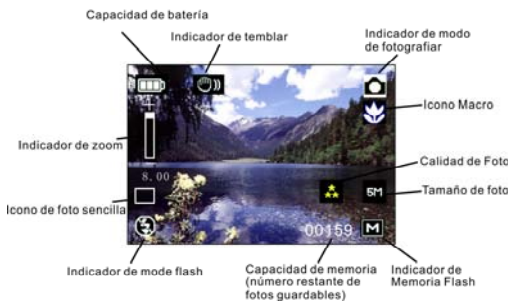 Capacidad de batería
Indicador de temblar
Indicador de modo
de fotografiar
Icono Macro
Indicador de zoom
8.00
Calidad de Foto
5M
Tamaño de foto
Icono de foto sencilla
00159
M
Indicador de mode flash
Capacidad de memoria
(número restante de
fotos guardables)
Indicador de
Memoria Flash